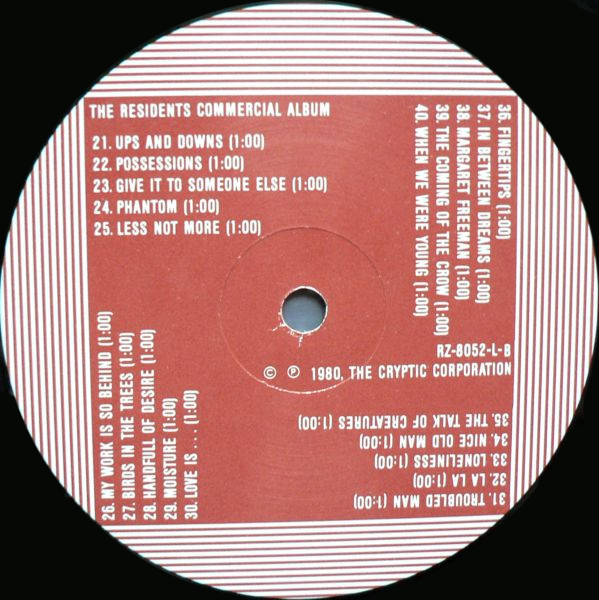 THE RESIDENTS COMMERCIAL ALBUM
21. UPS AND DOWNS (1:00)
22. POSSESSIONS (1:00)
23. GIVE IT TO SOMEONE ELSE (1:00)
24. PHANTOM (1:00)
25. LESS NOT MORE (1:00)
26. MY WORK IS SO BEHIND (1:00)
27. BIRDS IN THE TREES (1:00)
28. HANDFULL OF DESIRE (1:00)
29. MOISTURE (1:00)
30. LOVE IS . . . (1:00)
31. TROUBLED MAN (1:00)
32. LA LA (1:00)
33. LONELINESS (1:00)
34. NICE OLD MAN (1:00)
35. THE TALK OF CREATURES (1:00)
36. FINGERTIPS (1:00)
37. IN BETWEEN DREAMS (1:00)
38. MARGARET FREEMAN (1:00)
39. THE COMING OF THE CROW (1:00)
40. WHEN WE WERE YOUNG (1:00)
RZ-8052-L-B
© ℗ 1980, THE CRYPTIC CORPORATION